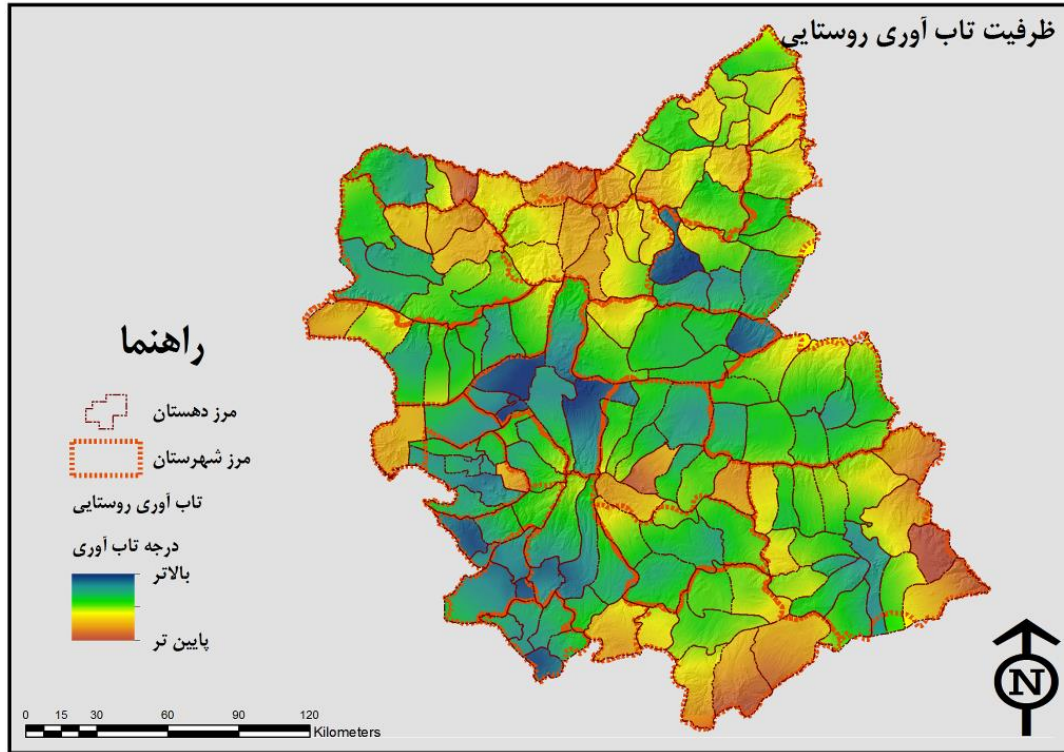 ظرفیت تاب آوری روستایی
راهنما
مرز دهستان
مرز شهرستان
تاب آوری روستایی
درجه تاب آوری
بالاتر
پایین تر
0 15 30 60 90 120
Kilometers
N